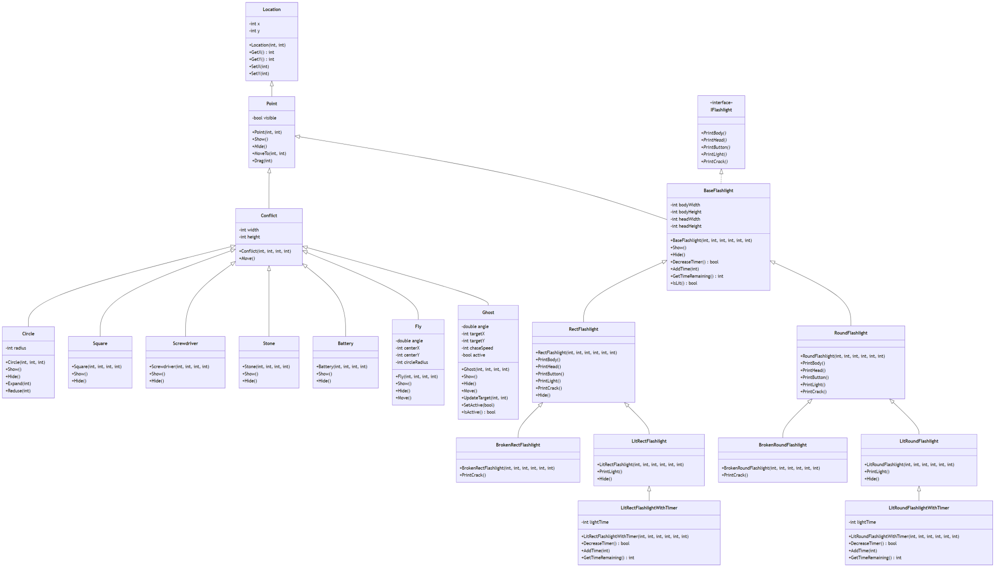 Location
-int x
-int y
+Location(int, int)
+GetX() : int
+GetY() : int
+SetX(int)
+SetY(int)
Point
-bool visible
+Point(int, int)
+Show()
+Hide()
+MoveTo(int, int)
+Drag(int)
«interface»
IFlashlight
+PrintBody()
+PrintHead()
+PrintButton()
+PrintLight()
+PrintCrack()
BaseFlashlight
-int bodyWidth
-int bodyHeight
-int headWidth
-int headHeight
+BaseFlashlight(int, int, int, int, int, int)
+Show()
+Hide()
+DecreaseTimer() : bool
+AddTime(int)
+GetTimeRemaining() : int
+IsLit() : bool
Conflict
-int width
-int height
+Conflict(int, int, int, int)
+Move()
Circle
-int radius
+Circle(int, int, int)
+Show()
+Hide()
+Expand(int)
+Reduse(int)
Square
+Square(int, int, int, int)
+Show()
+Hide()
Screwdriver
+Screwdriver(int, int, int, int)
+Show()
+Hide()
Stone
+Stone(int, int, int, int)
+Show()
+Hide()
Battery
+Battery(int, int, int, int)
+Show()
+Hide()
Fly
-double angle
-int centerX
-int centerY
-int circleRadius
+Fly(int, int, int, int)
+Show()
+Hide()
+Move()
Ghost
-double angle
-int targetX
-int targetY
-int chaseSpeed
-bool active
+Ghost(int, int, int, int)
+Show()
+Hide()
+Move()
+UpdateTarget(int, int)
+SetActive(bool)
+IsActive() : bool
RectFlashlight
+RectFlashlight(int, int, int, int, int, int)
+PrintBody()
+PrintHead()
+PrintButton()
+PrintLight()
+PrintCrack()
+Hide()
RoundFlashlight
+RoundFlashlight(int, int, int, int, int, int)
+PrintBody()
+PrintHead()
+PrintButton()
+PrintLight()
+PrintCrack()
BrokenRectFlashlight
+BrokenRectFlashlight(int, int, int, int, int, int)
+PrintCrack()
LitRectFlashlight
+LitRectFlashlight(int, int, int, int, int, int)
+PrintLight()
+Hide()
BrokenRoundFlashlight
+BrokenRoundFlashlight(int, int, int, int, int, int)
+PrintCrack()
LitRoundFlashlight
+LitRoundFlashlight(int, int, int, int, int, int)
+PrintLight()
+Hide()
LitRectFlashlightWithTimer
-int lightTime
+LitRectFlashlightWithTimer(int, int, int, int, int, int)
+DecreaseTimer() : bool
+AddTime(int)
+GetTimeRemaining() : int
LitRoundFlashlightWithTimer
-int lightTime
+LitRoundFlashlightWithTimer(int, int, int, int, int, int)
+DecreaseTimer() : bool
+AddTime(int)
+GetTimeRemaining() : int